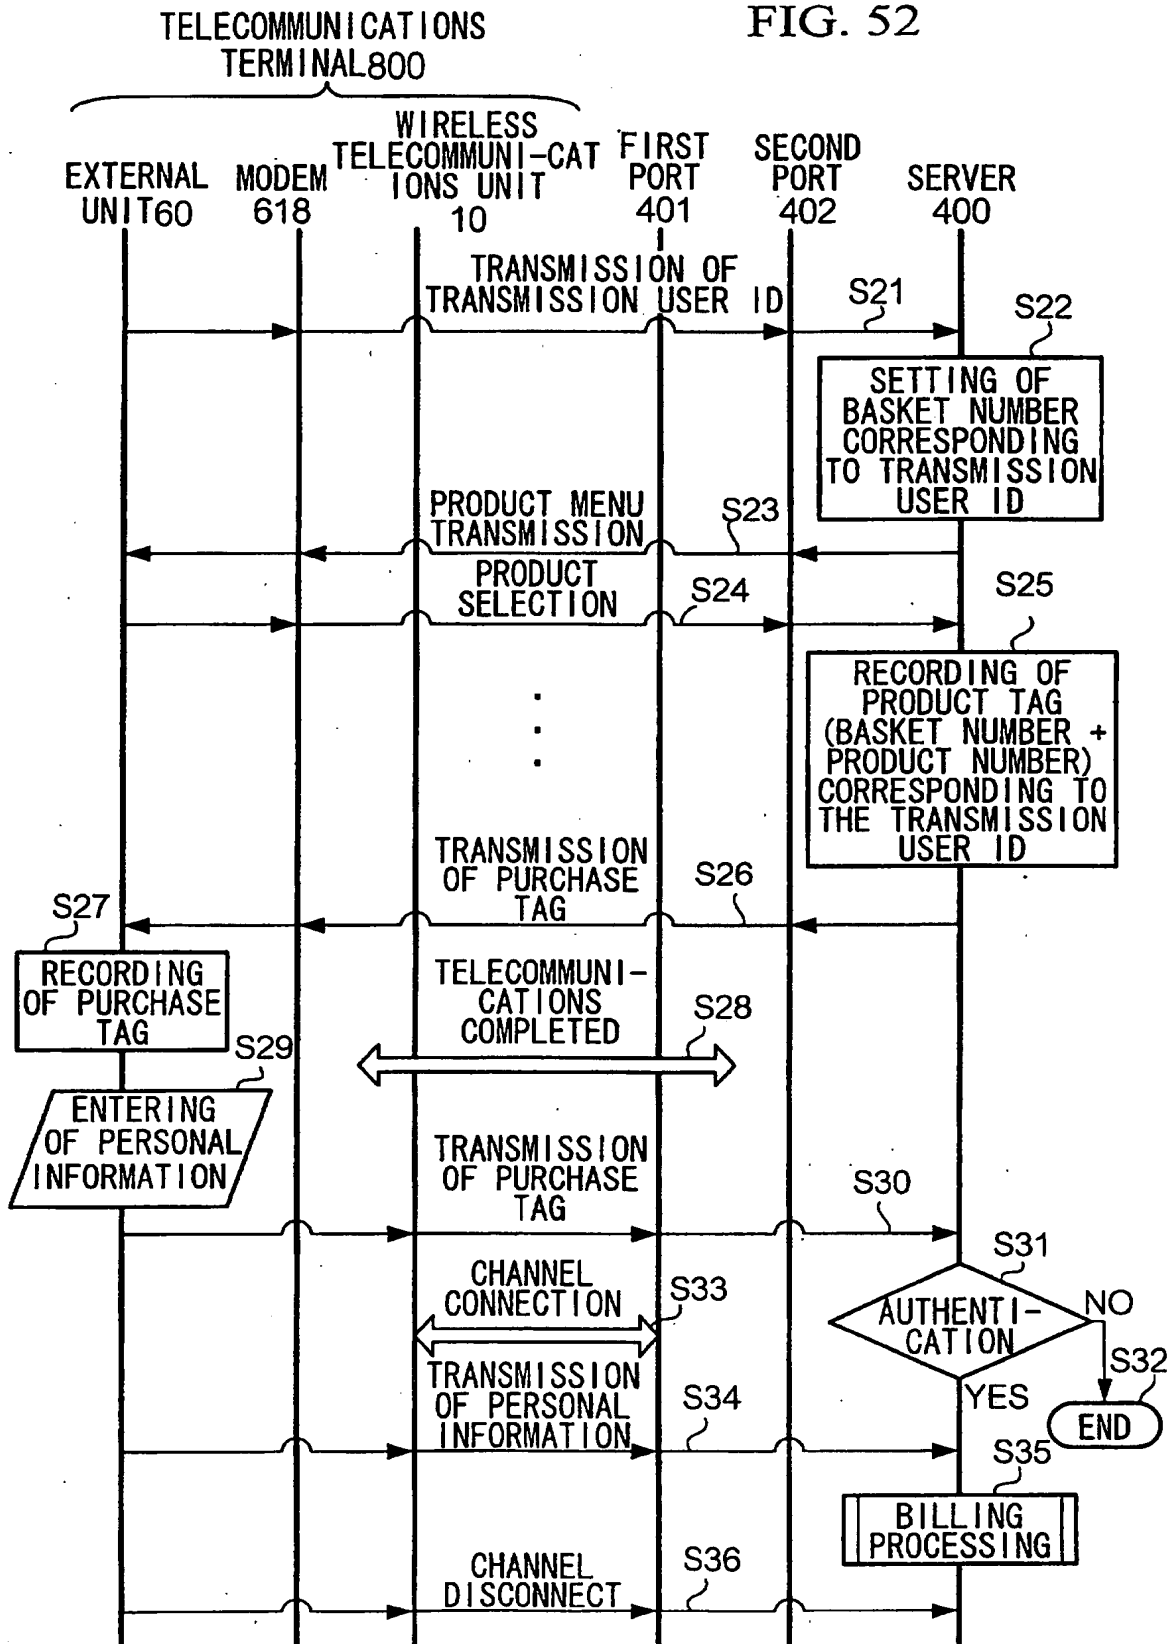 FIG. 52
TELECOMMUNICATIONS
TERMINAL800
EXTERNAL
UNIT60
MODEM
618
WIRELESS
TELECOMMUNI-CAT
IONS UNIT
10
FIRST
PORT
401
SECOND
PORT
402
SERVER
400
TRANSMISSION OF
TRANSMISSION USER ID
S21
S22
SETTING OF
BASKET NUMBER
CORRESPONDING
TO TRANSMISSION
USER ID
PRODUCT MENU
TRANSMISSION
S23
PRODUCT
SELECTION
S24
S25
RECORDING OF
PRODUCT TAG
(BASKET NUMBER +
PRODUCT NUMBER)
CORRESPONDING TO
THE TRANSMISSION
USER ID
TRANSMISSION
OF PURCHASE
TAG
S26
S27
RECORDING
OF PURCHASE
TAG
TELECOMMUNI-
CATIONS
COMPLETED
S28
S29
ENTERING
OF PERSONAL
INFORMATION
TRANSMISSION
OF PURCHASE
TAG
S30
S31
AUTHENTI-
CATION
NO
S32
END
YES
CHANNEL
CONNECTION
S33
TRANSMISSION
OF PERSONAL
INFORMATION
S34
S35
BILLING
PROCESSING
CHANNEL
DISCONNECT
S36